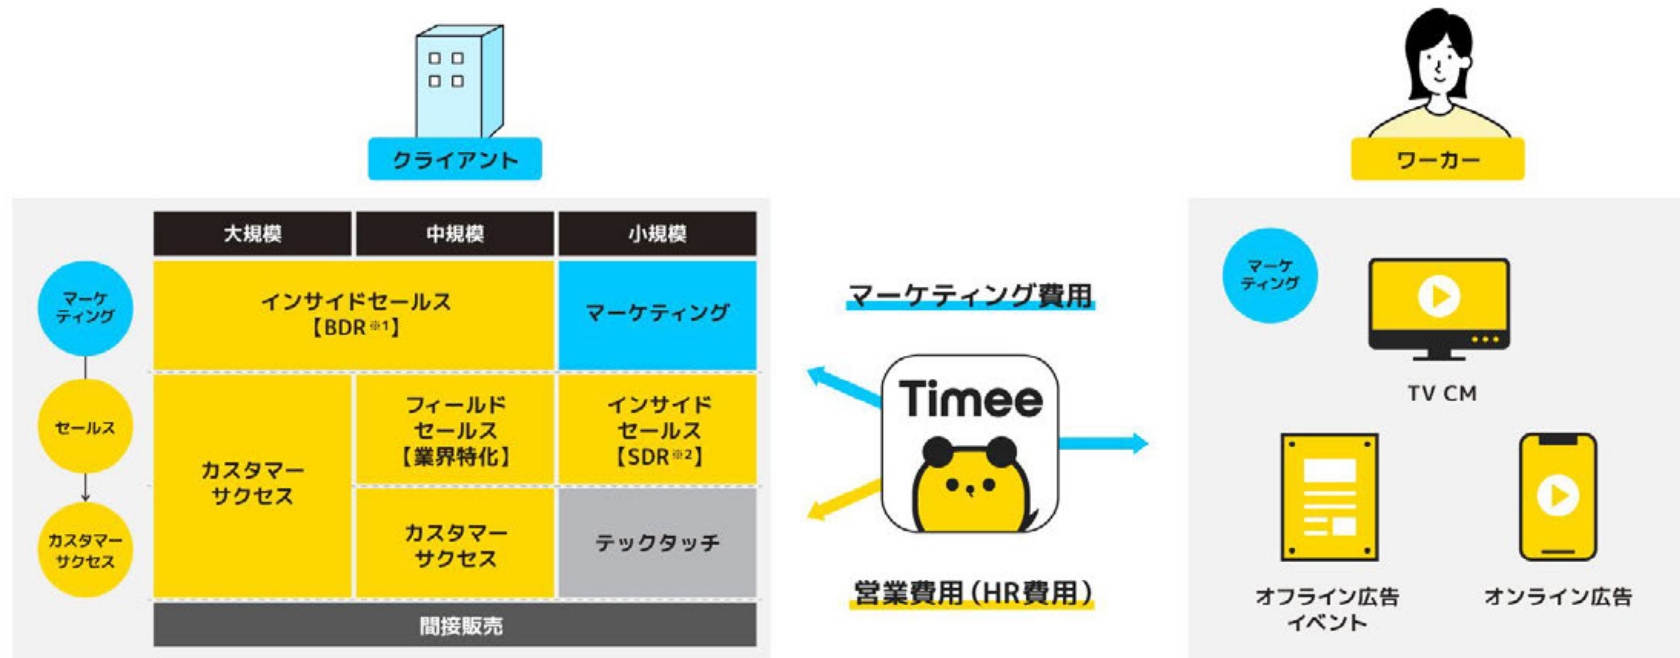 クライアント
ワーカー
大規模
中規模
小規模
マーケ
ティング
インサイドセールス
【BDR※1】
マーケティング
セールス
カスタマー
サクセス
フィールド
セールス
【業界特化】
インサイド
セールス
【SDR※2】
カスタマー
サクセス
カスタマー
サクセス
テックタッチ
間接販売
マーケティング費用
Timee
営業費用(HR費用)
マーケ
ティング
TV CM
オフライン広告
イベント
オンライン広告